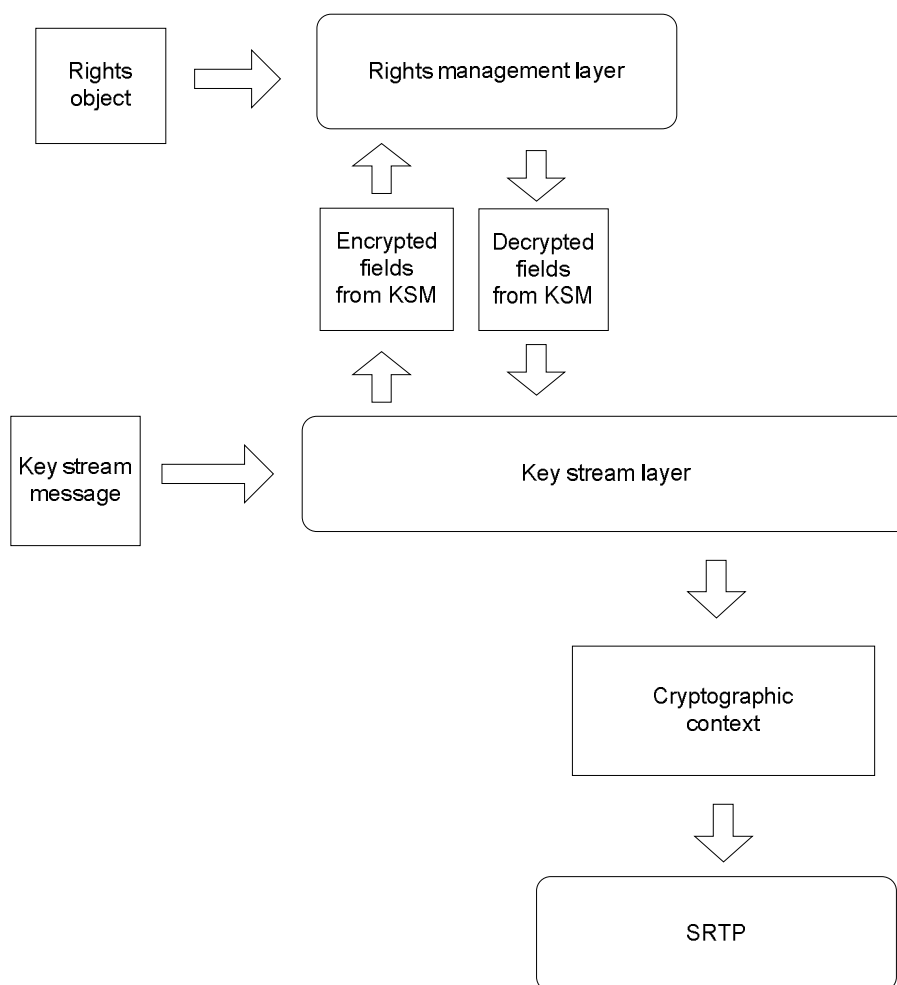 Rights
object
Rights management layer
Encrypted
fields
from KSM
Decrypted
fields
from KSM
Key stream
message
Key stream layer
Cryptographic
context
SRTP